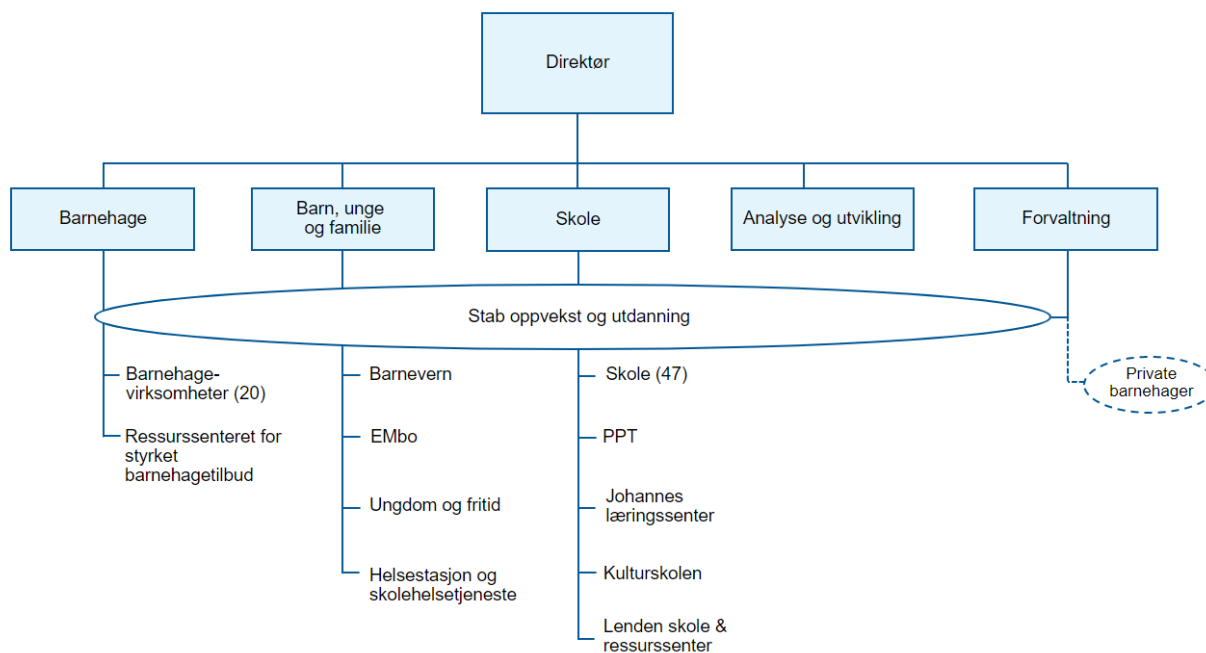 Direktør
Barnehage
Barn, unge
og familie
Skole
Analyse og utvikling
Forvaltning
Stab oppvekst og utdanning
Barnehage-
virksomheter (20)
Ressurssenteret for
styrket
barnehagetilbud
Barnevern
EMbo
Ungdom og fritid
Helsestasjon og
skolehelsetjeneste
Skole (47)
PPT
Johannes
læringssenter
Kulturskolen
Lenden skole &
ressurssenter
Private
barnehager